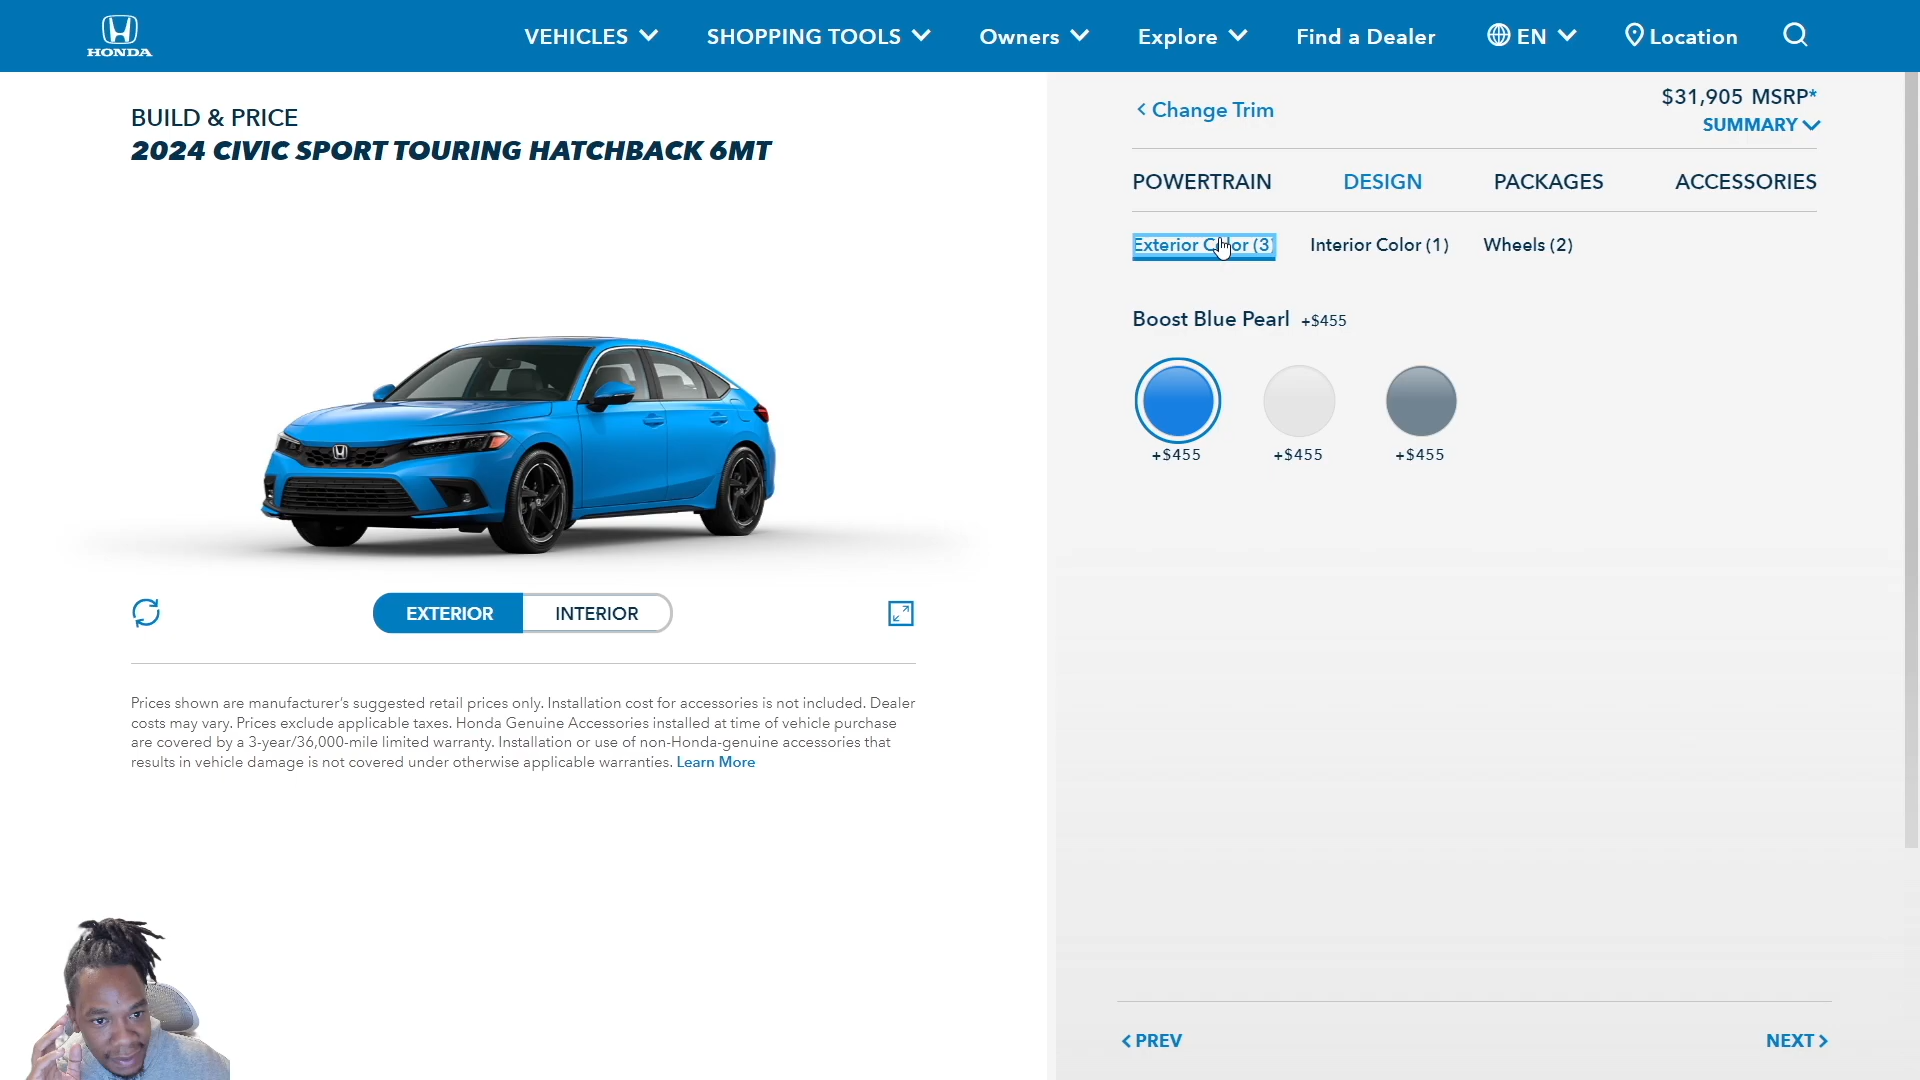 HONDA
VEHICLES
SHOPPING TOOLS
Owners
Explore
Find a Dealer
EN
Location
BUILD & PRICE
2024 CIVIC SPORT TOURING HATCHBACK 6MT
Change Trim
$31,905 MSRP*
SUMMARY
POWERTRAIN
DESIGN
PACKAGES
ACCESSORIES
Exterior Color (3)
Interior Color (1)
Wheels (2)
Boost Blue Pearl +$455
+$455
+$455
+$455
EXTERIOR
INTERIOR
Prices shown are manufacturer's suggested retail prices only. Installation cost for accessories is not included. Dealer
costs may vary. Prices exclude applicable taxes. Honda Genuine Accessories installed at time of vehicle purchase
are covered by a 3-year/36,000-mile limited warranty. Installation or use of non-Honda-genuine accessories that
results in vehicle damage is not covered under otherwise applicable warranties. Learn More
PREV
NEXT